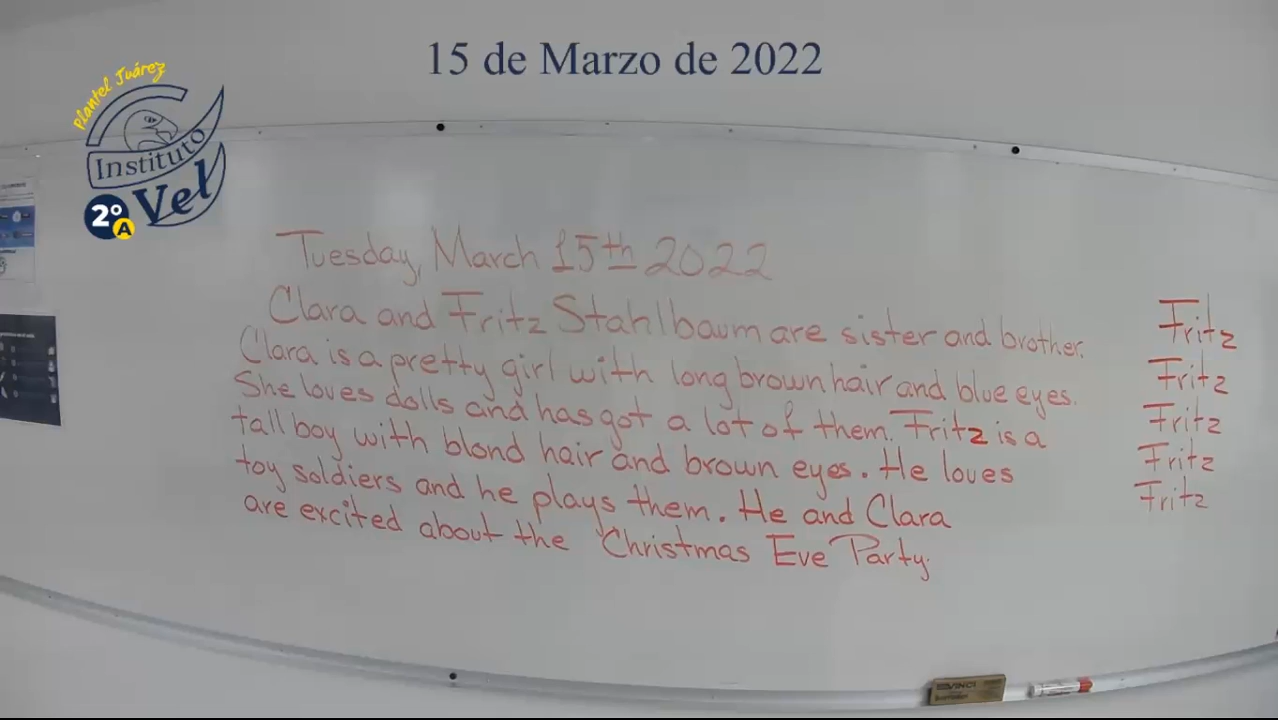 15 de Marzo de 2022
Plantel Juárez
Instituto
Vel
2° A
Tuesday, March 15th 2022
Clara and Fritz Stahlbaum are sister and brother.
Clara is a pretty girl with long brown hair and blue eyes.
She loves dolls and has got a lot of them. Fritz is a
tall boy with blond hair and brown eyes. He loves
toy soldiers and he plays them. He and Clara
are excited about the Christmas Eve Party.
Fritz
Fritz
Fritz
Fritz
Fritz